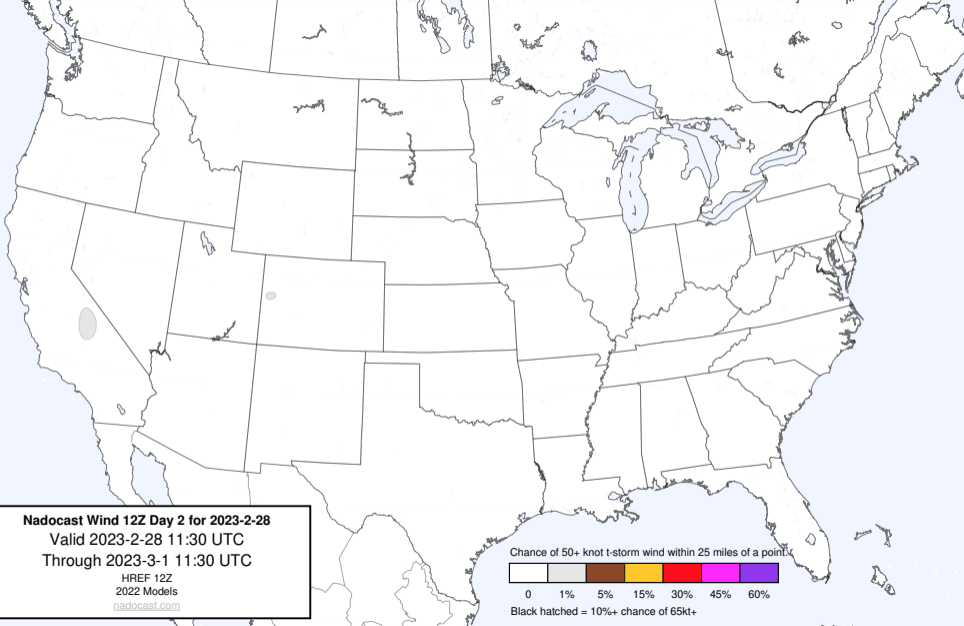 Nadocast Wind 12Z Day 2 for 2023-2-28
Valid 2023-2-28 11:30 UTC
Through 2023-3-1 11:30 UTC
HREF 12Z
2022 Models
nadocast.com
Chance of 50+ knot t-storm wind within 25 miles of a point.
0 1% 5% 15% 30% 45% 60%
Black hatched = 10%+ chance of 65kt+